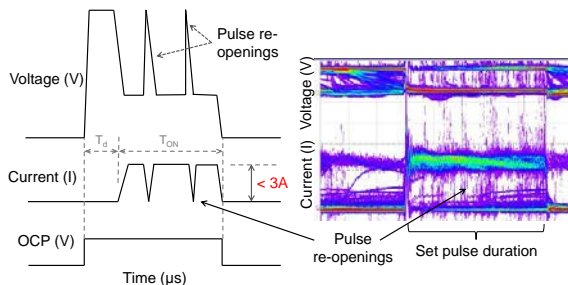 Pulse re-
openings
Voltage (V)
T_d
T_ON
Current (I)
< 3A
OCP (V)
Time (µs)
Pulse
re-openings
Voltage (V)
Current (I)
Set pulse duration